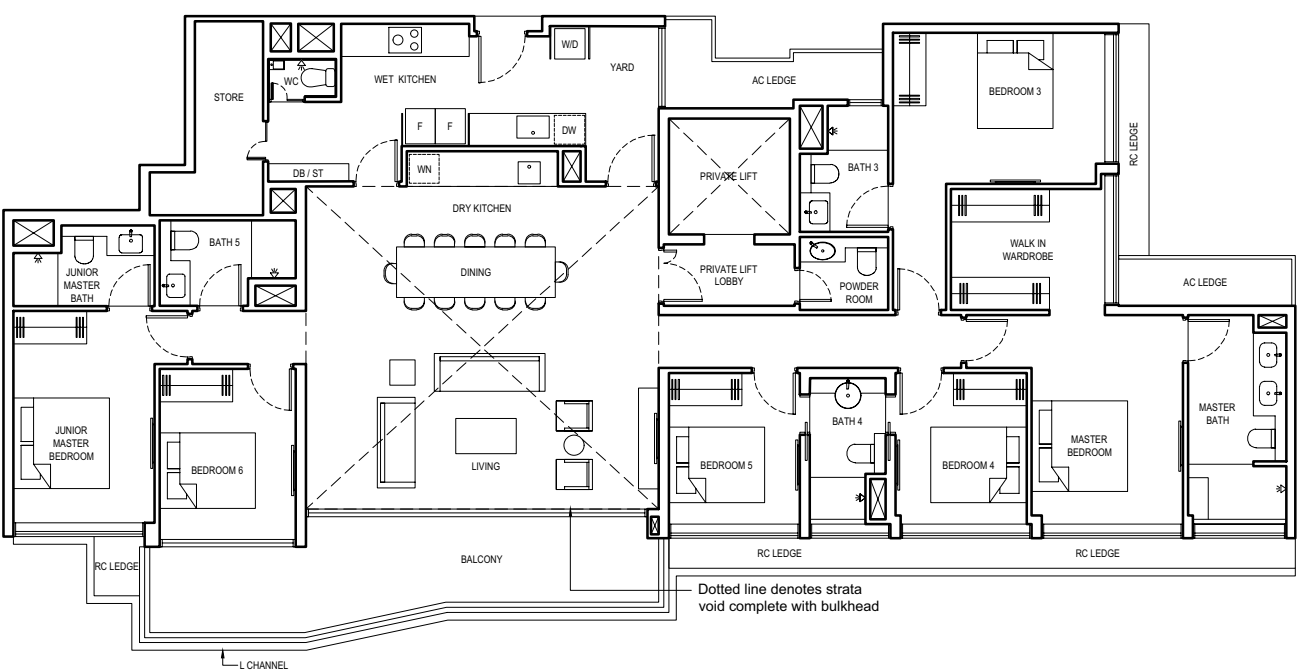 WC
WET KITCHEN
W/D
YARD
AC LEDGE
BEDROOM 3
STORE
F
F
DW
RC LEDGE
DB / ST
WN
PRIVATE LIFT
BATH 3
DRY KITCHEN
BATH 5
JUNIOR
MASTER
BATH
DINING
PRIVATE LIFT
LOBBY
POWDER
ROOM
WALK IN
WARDROBE
AC LEDGE
JUNIOR
MASTER
BEDROOM
BEDROOM 6
LIVING
BEDROOM 5
BATH 4
BEDROOM 4
MASTER
BEDROOM
MASTER
BATH
RC LEDGE
BALCONY
RC LEDGE
RC LEDGE
Dotted line denotes strata
void complete with bulkhead
L CHANNEL